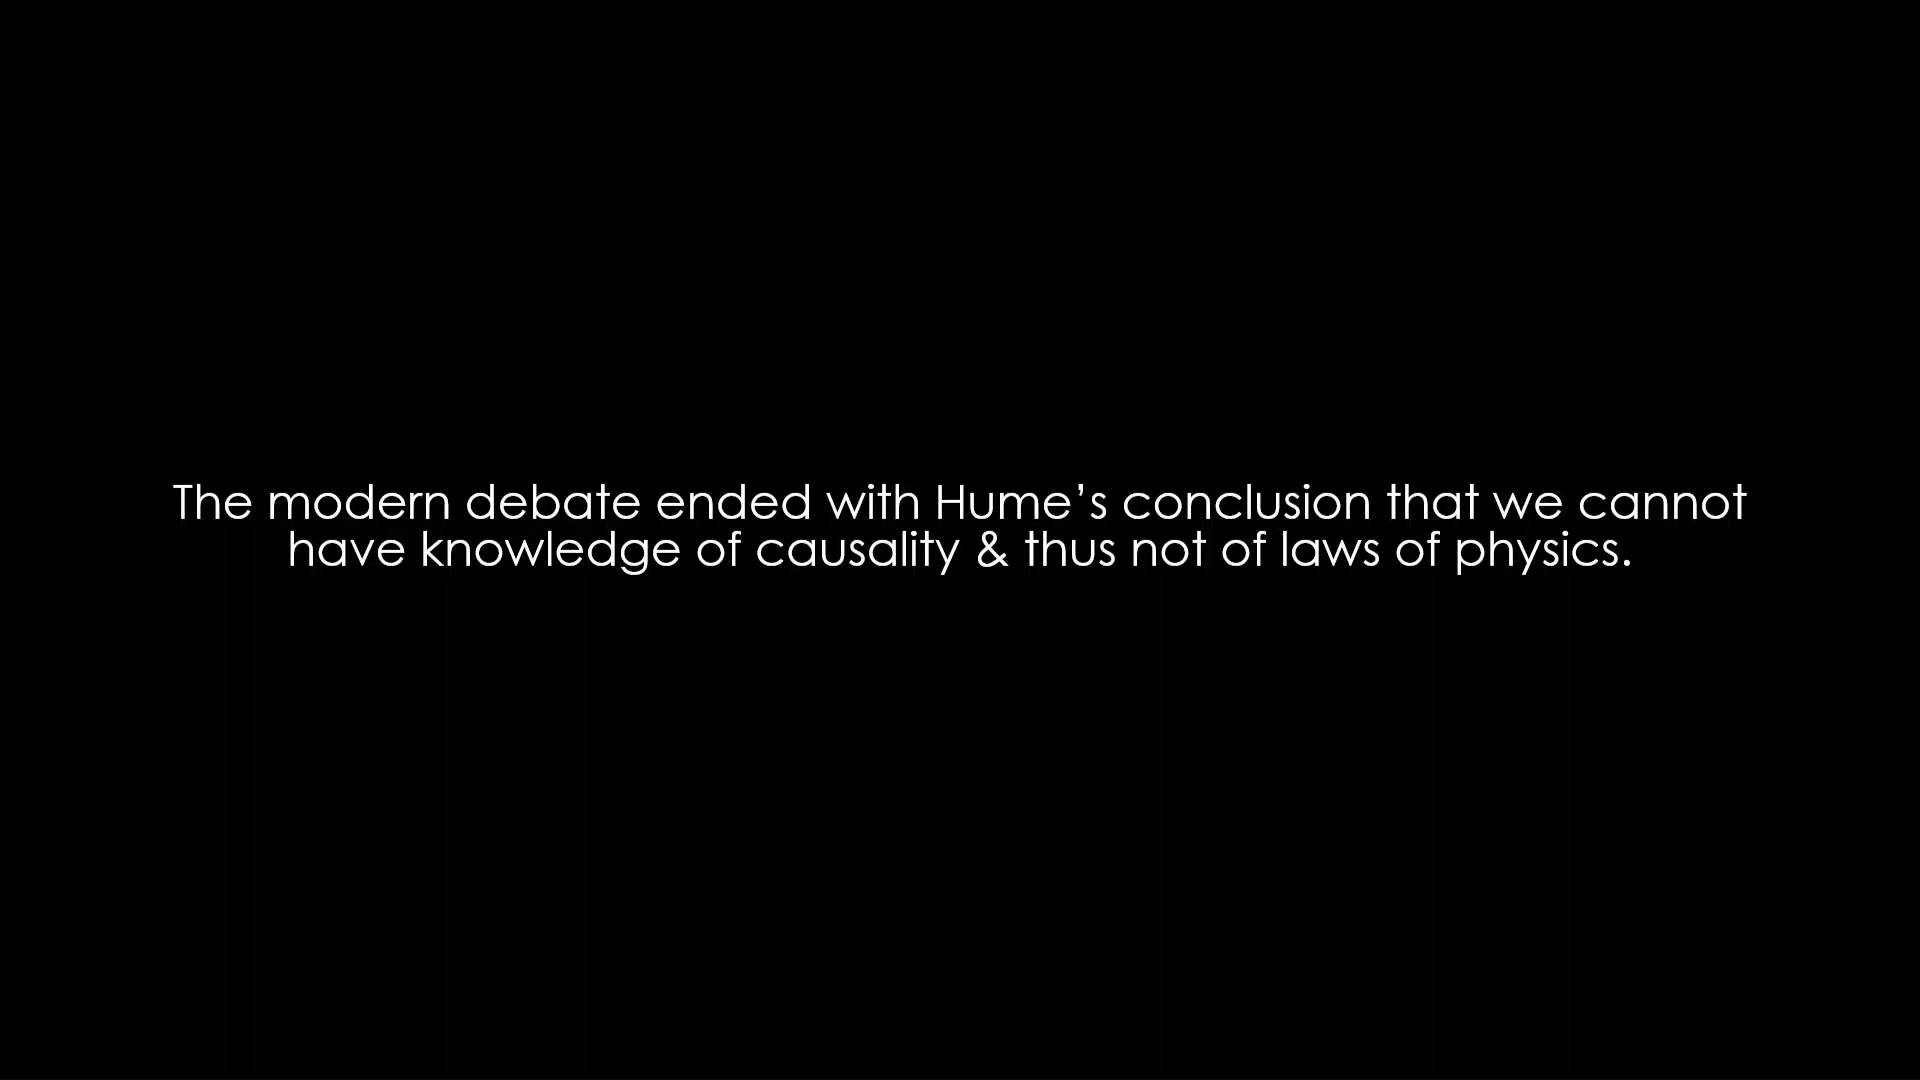 The modern debate ended with Hume’s conclusion that we cannot
have knowledge of causality & thus not of laws of physics.